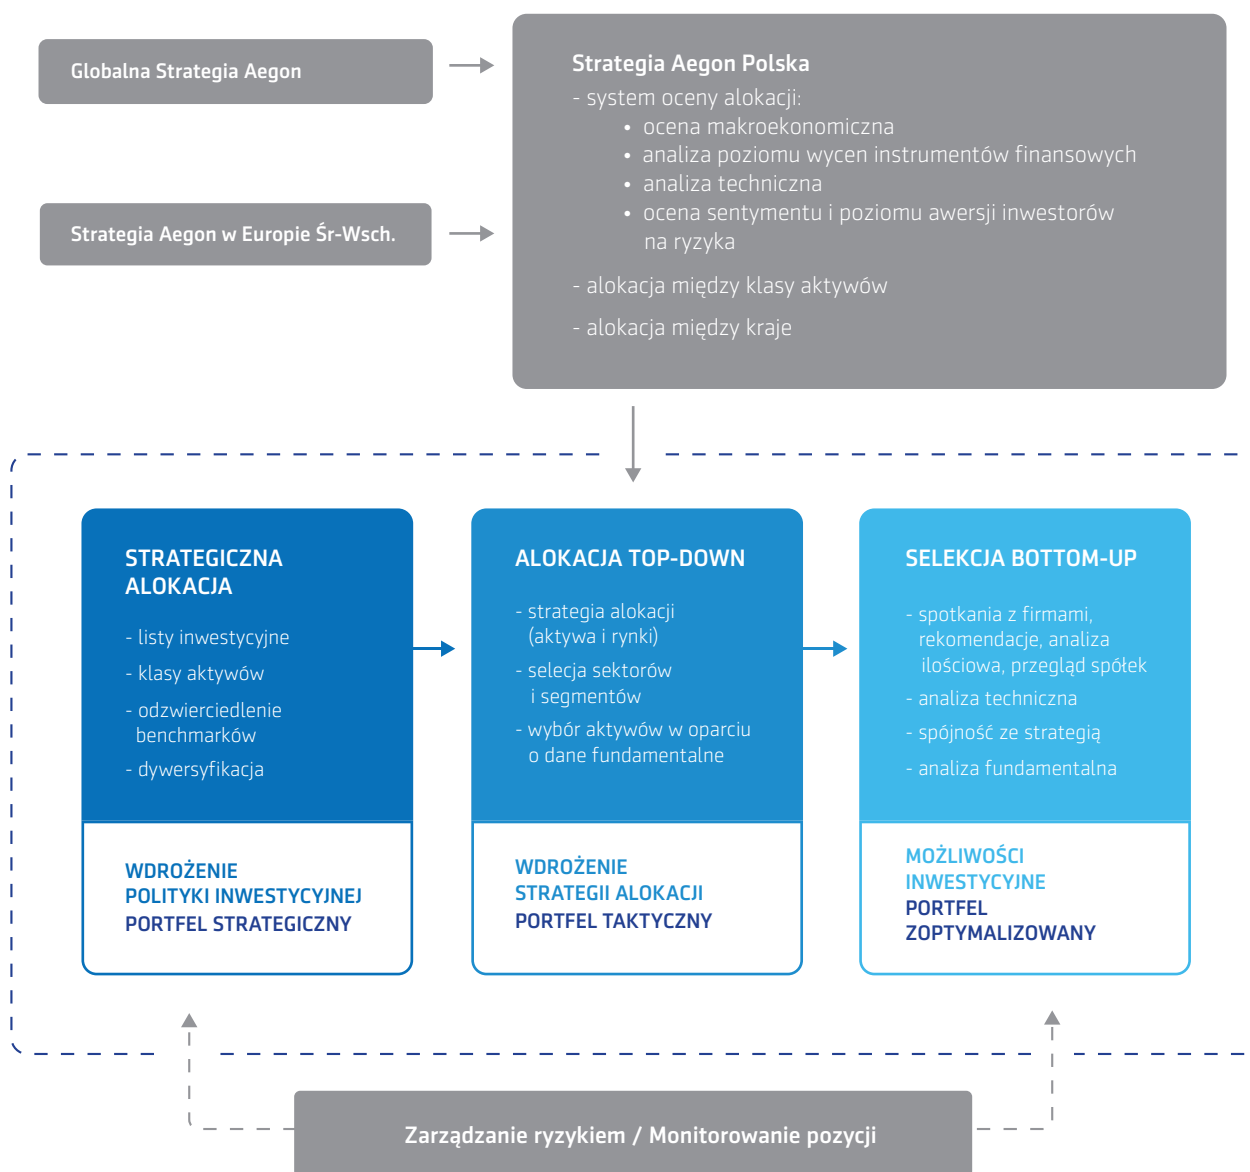 Globalna Strategia Aegon
Strategia Aegon w Europie Śr-Wsch.
Strategia Aegon Polska
- system oceny alokacji:
• ocena makroekonomiczna
• analiza poziomu wycen instrumentów finansowych
• analiza techniczna
• ocena sentymentu i poziomu awersji inwestorów
na ryzyka
- alokacja między klasy aktywów
- alokacja między kraje
STRATEGICZNA
ALOKACJA
- listy inwestycyjne
- klasy aktywów
- odzwierciedlenie
benchmarków
- dywersyfikacja
WDROŻENIE
POLITYKI INWESTYCYJNEJ
PORTFEL STRATEGICZNY
ALOKACJA TOP-DOWN
- strategia alokacji
(aktywa i rynki)
- selecja sektorów
i segmentów
- wybór aktywów w oparciu
o dane fundamentalne
WDROŻENIE
STRATEGII ALOKACJI
PORTFEL TAKTYCZNY
SELEKCJA BOTTOM-UP
- spotkania z firmami,
rekomendacje, analiza
ilościowa, przegląd spółek
- analiza techniczna
- spójność ze strategią
- analiza fundamentalna
MOŻLIWOŚCI
INWESTYCYJNE
PORTFEL
ZOPTYMALIZOWANY
Zarządzanie ryzykiem / Monitorowanie pozycji